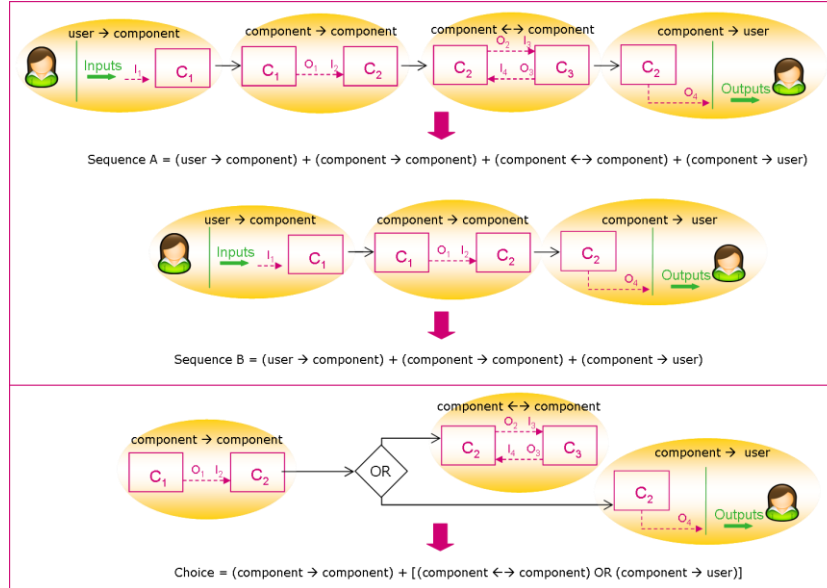 user → component
component → component
component ←→ component
component → user
Inputs
I1
C1
C1
O1 I2
C2
C2
O2 I3
I4 O3
C3
C2
O4
Outputs
Sequence A = (user → component) + (component → component) + (component ←→ component) + (component → user)
user → component
component → component
component → user
Inputs
I1
C1
C1
O1 I2
C2
C2
O4
Outputs
Sequence B = (user → component) + (component → component) + (component → user)
component ←→ component
component → component
C1
O1 I2
C2
OR
C2
O2 I3
I4 O3
C3
component → user
C2
O4
Outputs
Choice = (component → component) + [(component ←→ component) OR (component → user)]